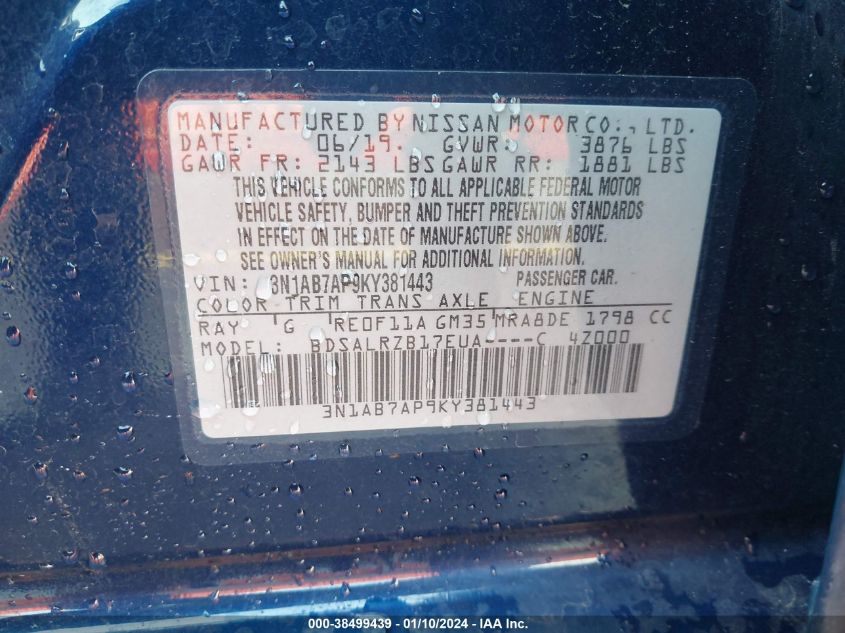 MANUFACTURED BY NISSAN MOTOR CO., LTD.
DATE: 06/19. GVWR: 3876 LBS
GAWR FR: 2143 LBS GAWR RR: 1881 LBS
THIS VEHICLE CONFORMS TO ALL APPLICABLE FEDERAL MOTOR
VEHICLE SAFETY, BUMPER AND THEFT PREVENTION STANDARDS
IN EFFECT ON THE DATE OF MANUFACTURE SHOWN ABOVE.
SEE OWNER'S MANUAL FOR ADDITIONAL INFORMATION.
VIN: 3N1AB7AP9KY381443 PASSENGER CAR.
COLOR TRIM TRANS AXLE ENGINE
RAY G RE0F11A GM35 MRA8DE 1798 CC
MODEL: BDSALRZB17EUA----C 4Z000
3N1AB7AP9KY381443
000-38499439 - 01/10/2024 - IAA Inc.